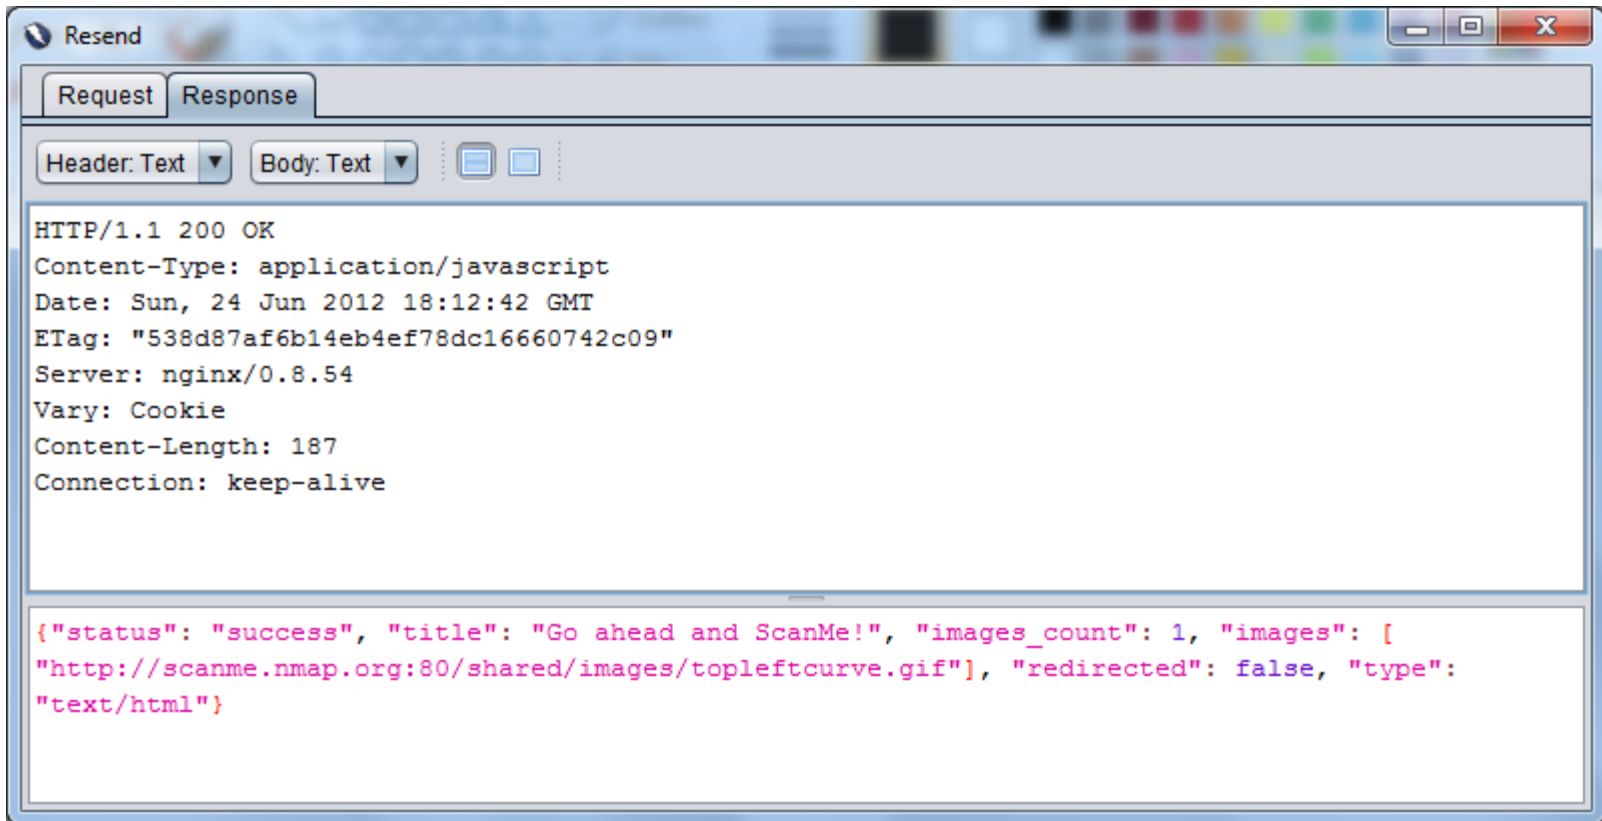 Resend
Request Response
Header: Text Body: Text
HTTP/1.1 200 OK
Content-Type: application/javascript
Date: Sun, 24 Jun 2012 18:12:42 GMT
ETag: "538d87af6b14eb4ef78dc16660742c09"
Server: nginx/0.8.54
Vary: Cookie
Content-Length: 187
Connection: keep-alive
{"status": "success", "title": "Go ahead and ScanMe!", "images_count": 1, "images": [
"http://scanme.nmap.org:80/shared/images/topleftcurve.gif"], "redirected": false, "type":
"text/html"}